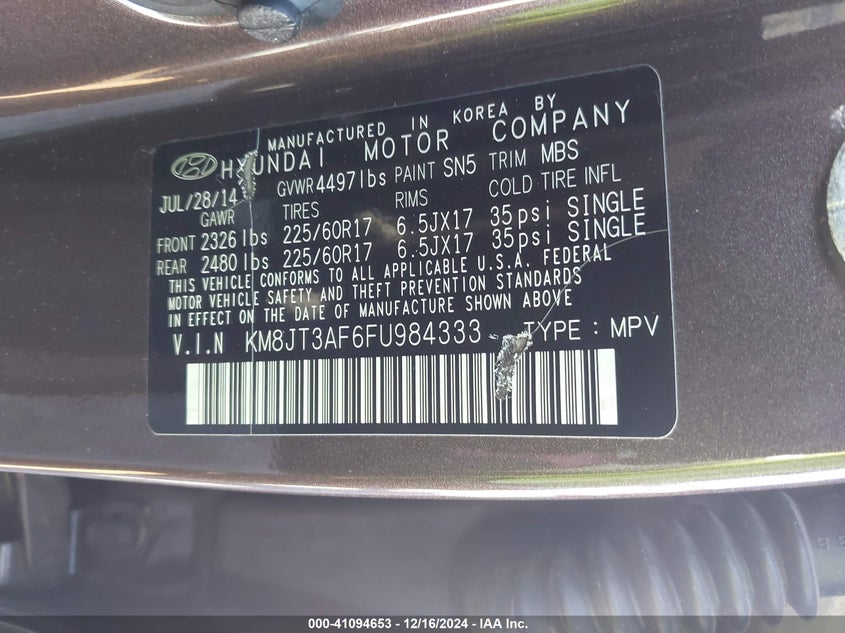 MANUFACTURED IN KOREA BY
HYUNDAI MOTOR COMPANY
JUL/28/14 GVWR 4497lbs PAINT SN5 TRIM MBS
GAWR TIRES RIMS COLD TIRE INFL
FRONT 2326 lbs 225/60R17 6.5JX17 35psi SINGLE
REAR 2480 lbs 225/60R17 6.5JX17 35psi SINGLE
THIS VEHICLE CONFORMS TO ALL APPLICABLE U.S.A. FEDERAL
MOTOR VEHICLE SAFETY AND THEFT PREVENTION STANDARDS
IN EFFECT ON THE DATE OF MANUFACTURE SHOWN ABOVE
V.I.N KM8JT3AF6FU984333 TYPE : MPV
000-41094653 - 12/16/2024 - IAA Inc.